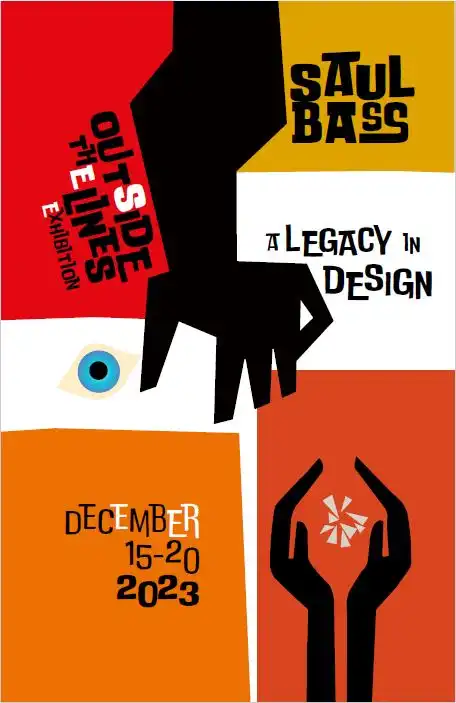 SAUL
BASS
OUTSIDE
THE LINES
EXHIBITION
A LEGACY IN
DESIGN
DECEMBER
15-20
2023